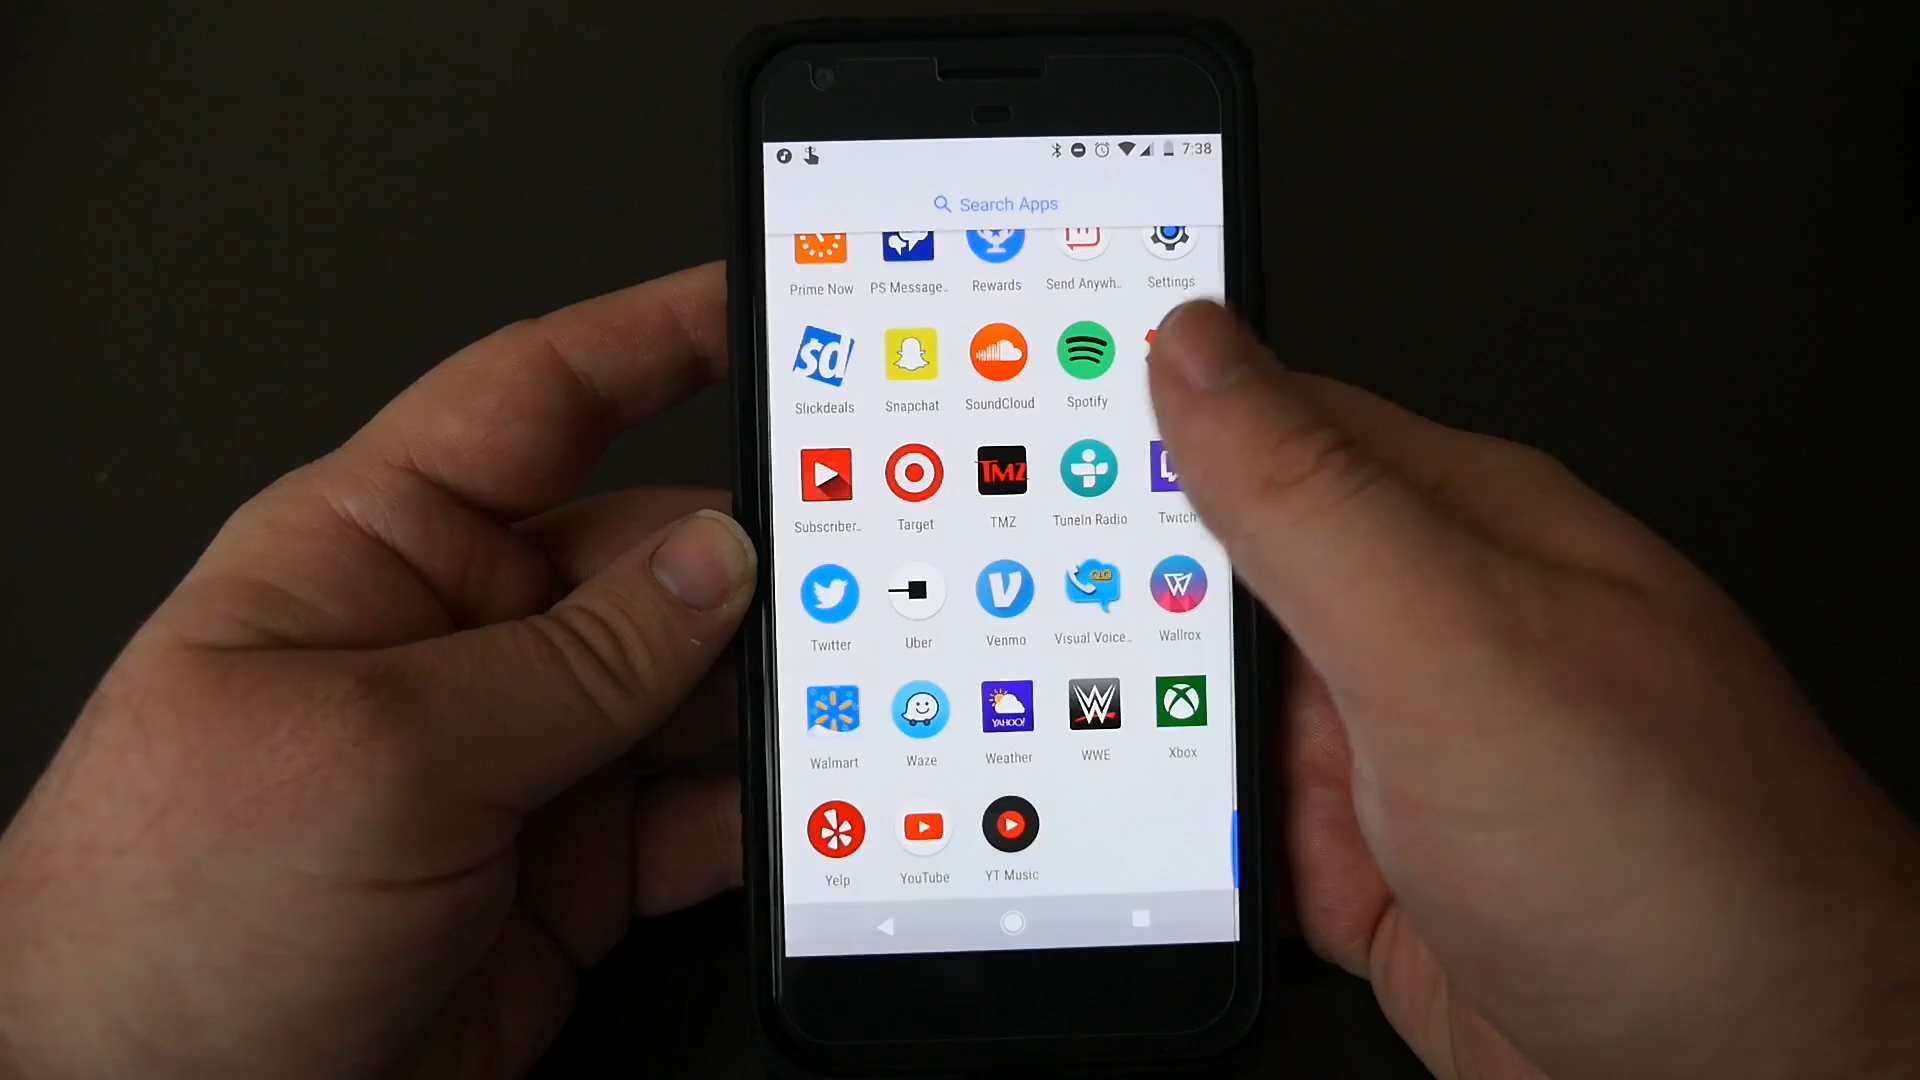 7:38
Search Apps
Prime Now PS Message.. Rewards Send Anywh.. Settings
sd
Slickdeals Snapchat SoundCloud Spotify
TMZ
Subscriber.. Target TMZ TuneIn Radio Twitch
Twitter Uber Venmo Visual Voice.. Wallrox
YAHOO!
Walmart Waze Weather WWE Xbox
Yelp YouTube YT Music